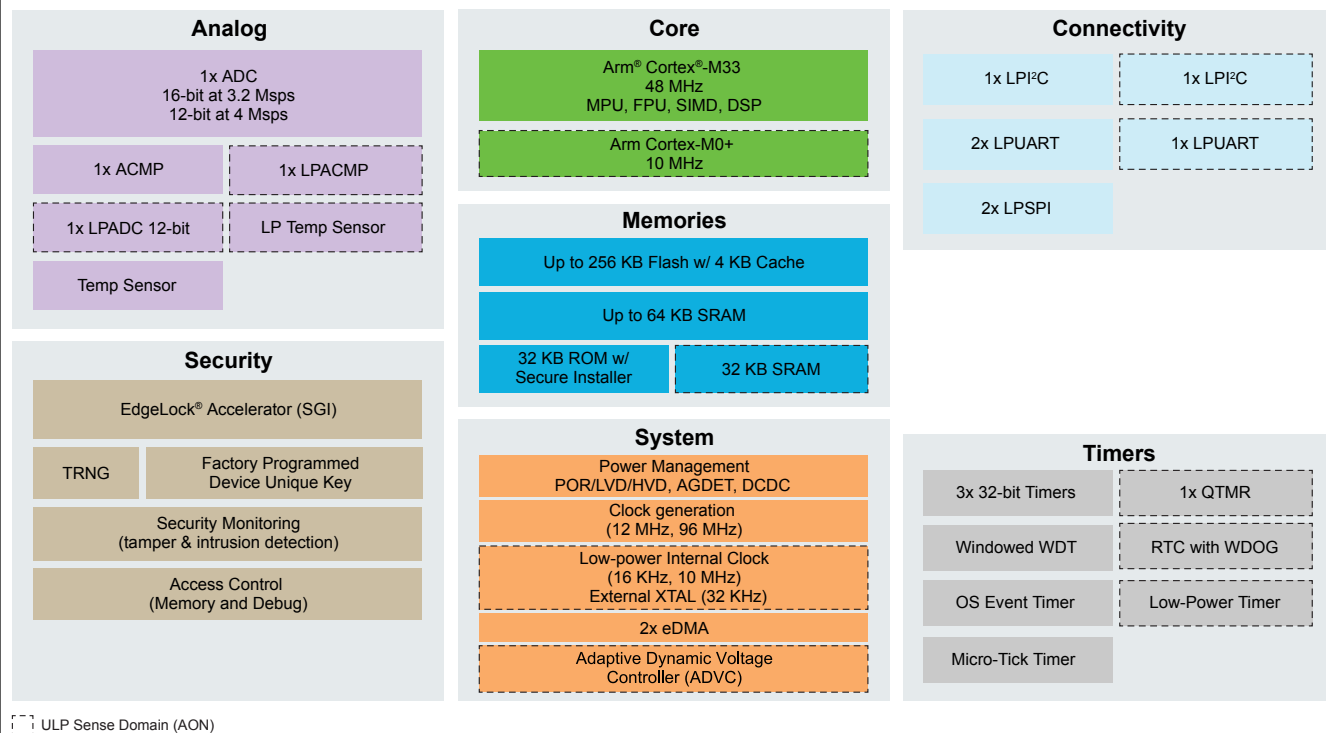 Analog
1x ADC
16-bit at 3.2 Msps
12-bit at 4 Msps
1x ACMP
1x LPACMP
1x LPADC 12-bit
LP Temp Sensor
Temp Sensor
Security
EdgeLock® Accelerator (SGI)
TRNG
Factory Programmed
Device Unique Key
Security Monitoring
(tamper & intrusion detection)
Access Control
(Memory and Debug)
Core
Arm® Cortex®-M33
48 MHz
MPU, FPU, SIMD, DSP
Arm Cortex-M0+
10 MHz
Memories
Up to 256 KB Flash w/ 4 KB Cache
Up to 64 KB SRAM
32 KB ROM w/
Secure Installer
32 KB SRAM
System
Power Management
POR/LVD/HVD, AGDET, DCDC
Clock generation
(12 MHz, 96 MHz)
Low-power Internal Clock
(16 KHz, 10 MHz)
External XTAL (32 KHz)
2x eDMA
Adaptive Dynamic Voltage
Controller (ADVC)
Connectivity
1x LPI²C
1x LPI²C
2x LPUART
1x LPUART
2x LPSPI
Timers
3x 32-bit Timers
1x QTMR
Windowed WDT
RTC with WDOG
OS Event Timer
Low-Power Timer
Micro-Tick Timer
ULP Sense Domain (AON)